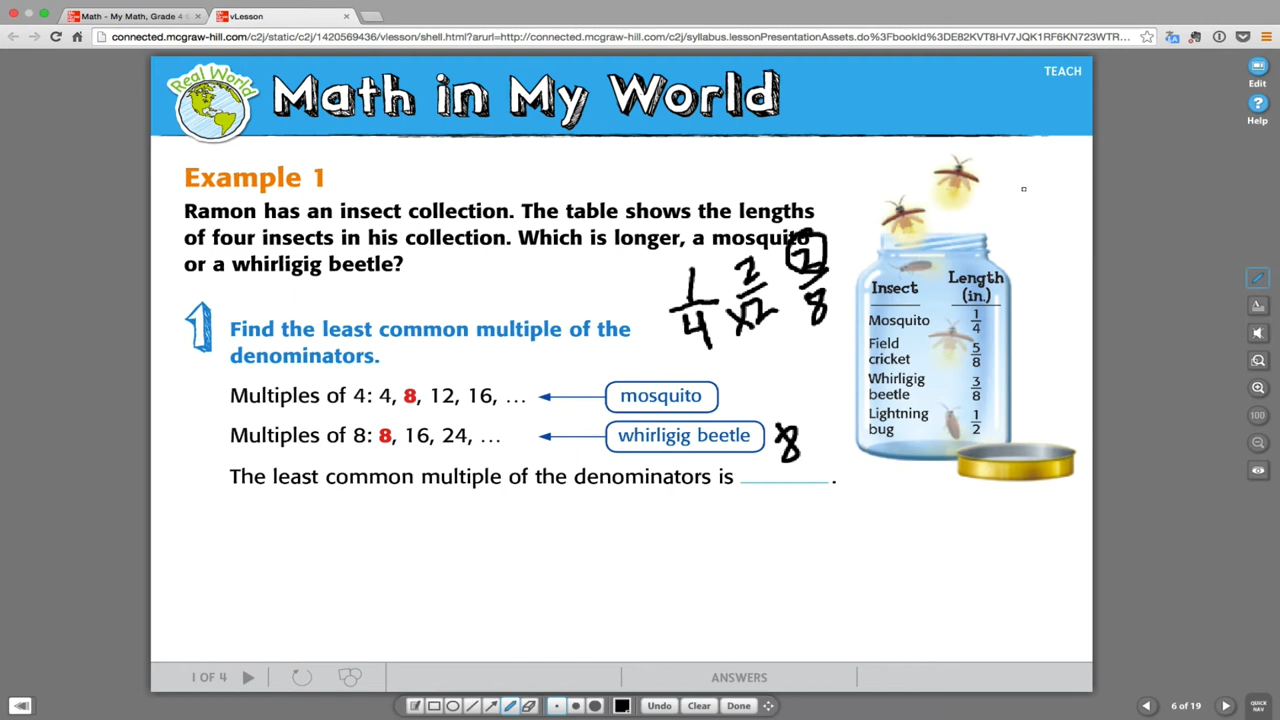 Math - My Math, Grade 4
vLesson
connected.mcgraw-hill.com/c2j/static/c2j/1420569436/vlesson/shell.html?arurl=http://connected.mcgraw-hill.com/c2j/syllabus.lessonPresentationAssets.do%3FbookId%3DE82KVT8HV7JQK1RF6KN723WTR...
Real World
Math in My World
TEACH
Edit
Help
Example 1
Ramon has an insect collection. The table shows the lengths
of four insects in his collection. Which is longer, a mosquito
or a whirligig beetle?
1/4 2/×2 2/8
Insect Length (in.)
Mosquito 1/4
Field cricket 5/8
Whirligig beetle 3/8
Lightning bug 1/2
1
Find the least common multiple of the
denominators.
Multiples of 4: 4, 8, 12, 16, ... mosquito
Multiples of 8: 8, 16, 24, ... whirligig beetle 8
The least common multiple of the denominators is ________.
100
1 OF 4
ANSWERS
Undo Clear Done
6 of 19
QUICK NAV